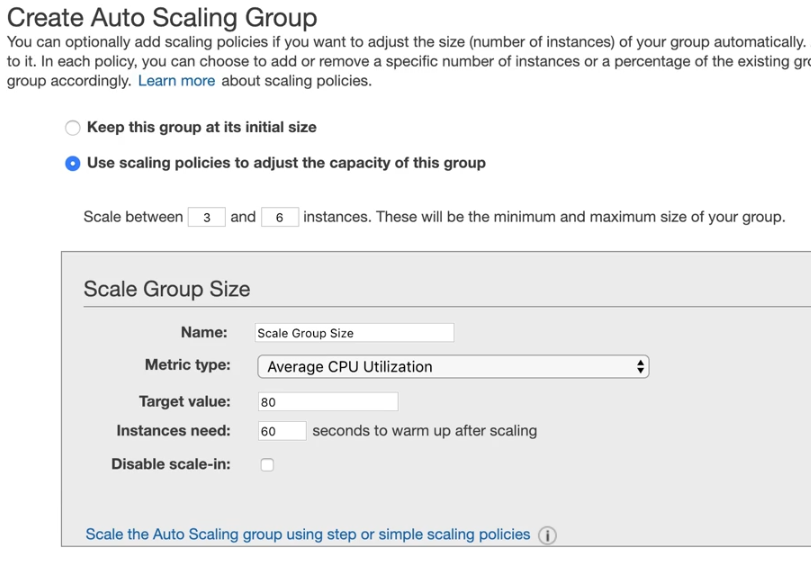 Create Auto Scaling Group
You can optionally add scaling policies if you want to adjust the size (number of instances) of your group automatically.
to it. In each policy, you can choose to add or remove a specific number of instances or a percentage of the existing gro
group accordingly. Learn more about scaling policies.
Keep this group at its initial size
Use scaling policies to adjust the capacity of this group
Scale between 3 and 6 instances. These will be the minimum and maximum size of your group.
Scale Group Size
Name: Scale Group Size
Metric type: Average CPU Utilization
Target value: 80
Instances need: 60 seconds to warm up after scaling
Disable scale-in:
Scale the Auto Scaling group using step or simple scaling policies i